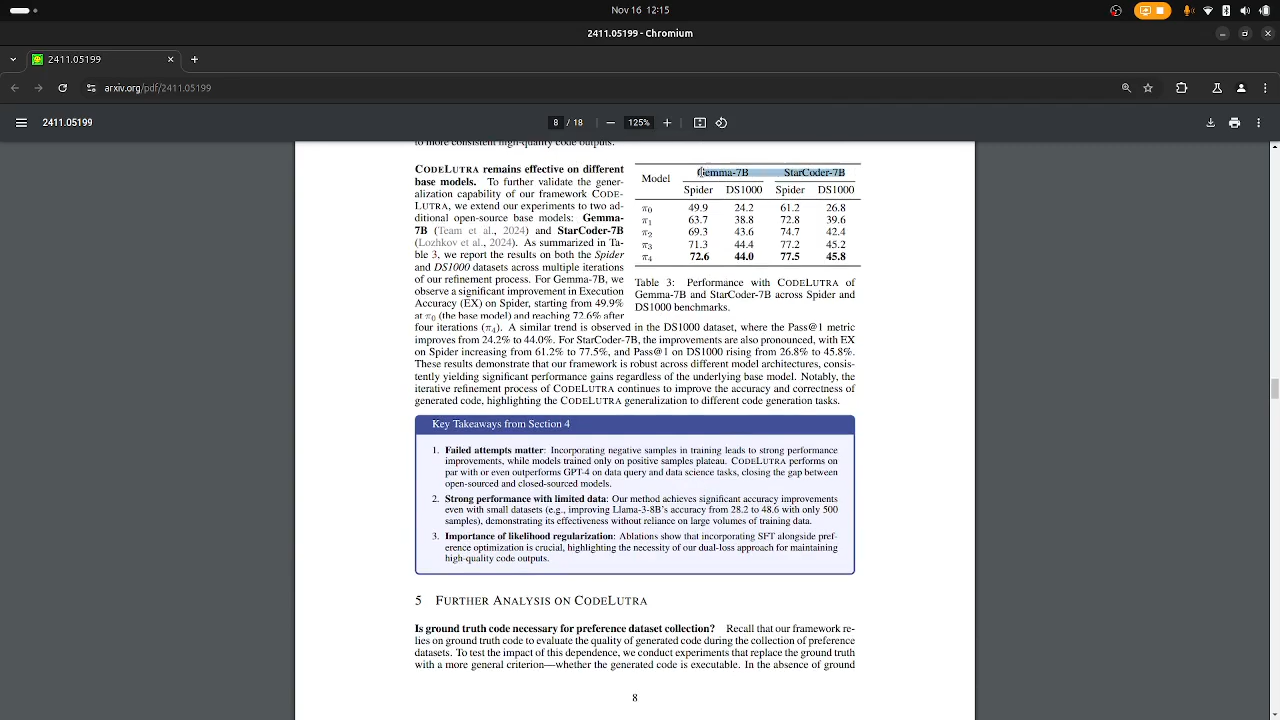 Nov 16 12:15
2411.05199 - Chromium
2411.05199
arxiv.org/pdf/2411.05199
2411.05199
8 / 18
125%
to more consistent high-quality code outputs.
CODELUTRA remains effective on different
base models. To further validate the gener-
alization capability of our framework CODE-
LUTRA, we extend our experiments to two ad-
ditional open-source base models: Gemma-
7B (Team et al., 2024) and StarCoder-7B
(Lozhkov et al., 2024). As summarized in Ta-
ble 3, we report the results on both the Spider
and DS1000 datasets across multiple iterations
of our refinement process. For Gemma-7B, we
observe a significant improvement in Execution
Accuracy (EX) on Spider, starting from 49.9%
at π0 (the base model) and reaching 72.6% after
four iterations (π4). A similar trend is observed in the DS1000 dataset, where the Pass@1 metric
improves from 24.2% to 44.0%. For StarCoder-7B, the improvements are also pronounced, with EX
on Spider increasing from 61.2% to 77.5%, and Pass@1 on DS1000 rising from 26.8% to 45.8%.
These results demonstrate that our framework is robust across different model architectures, consis-
tently yielding significant performance gains regardless of the underlying base model. Notably, the
iterative refinement process of CODELUTRA continues to improve the accuracy and correctness of
generated code, highlighting the CODELUTRA generalization to different code generation tasks.
Model Gemma-7B StarCoder-7B
Spider DS1000 Spider DS1000
π0 49.9 24.2 61.2 26.8
π1 63.7 38.8 72.8 39.6
π2 69.3 43.6 74.7 42.4
π3 71.3 44.4 77.2 45.2
π4 72.6 44.0 77.5 45.8
Table 3: Performance with CODELUTRA of
Gemma-7B and StarCoder-7B across Spider and
DS1000 benchmarks.
Key Takeaways from Section 4
1. Failed attempts matter: Incorporating negative samples in training leads to strong performance
improvements, while models trained only on positive samples plateau. CODELUTRA performs on
par with or even outperforms GPT-4 on data query and data science tasks, closing the gap between
open-sourced and closed-sourced models.
2. Strong performance with limited data: Our method achieves significant accuracy improvements
even with small datasets (e.g., improving Llama-3-8B's accuracy from 28.2 to 48.6 with only 500
samples), demonstrating its effectiveness without reliance on large volumes of training data.
3. Importance of likelihood regularization: Ablations show that incorporating SFT alongside pref-
erence optimization is crucial, highlighting the necessity of our dual-loss approach for maintaining
high-quality code outputs.
5 FURTHER ANALYSIS ON CODELUTRA
Is ground truth code necessary for preference dataset collection? Recall that our framework re-
lies on ground truth code to evaluate the quality of generated code during the collection of preference
datasets. To test the impact of this dependence, we conduct experiments that replace the ground truth
with a more general criterion—whether the generated code is executable. In the absence of ground
8